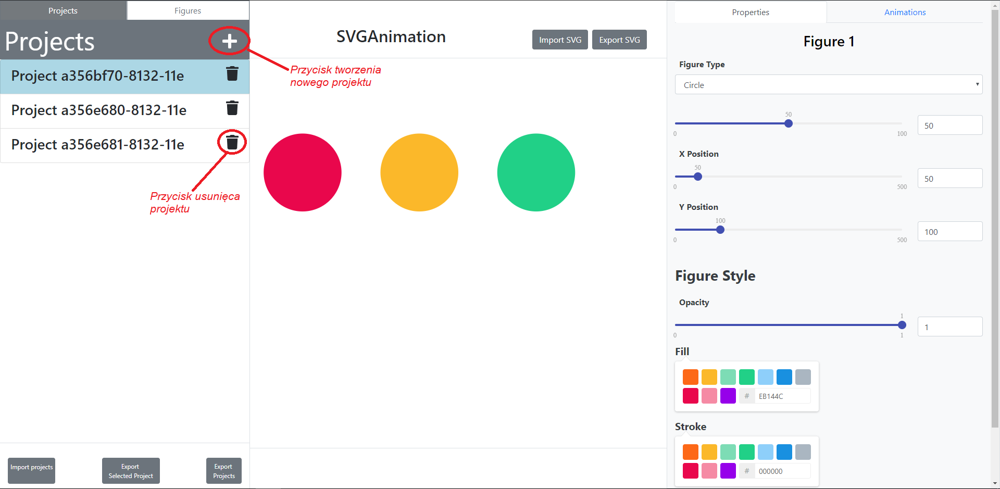 Projects
Figures
Projects
Project a356bf70-8132-11e
Project a356e680-8132-11e
Project a356e681-8132-11e
Przycisk usunięca
projektu
Import projects
Export
Selected Project
Export
Projects
SVGAnimation
Import SVG
Export SVG
Przycisk tworzenia
nowego projektu
Properties
Animations
Figure 1
Figure Type
Circle
50
0
100
50
X Position
50
0
500
50
Y Position
100
0
500
100
Figure Style
Opacity
1
0
1
1
Fill
# EB144C
Stroke
# 000000